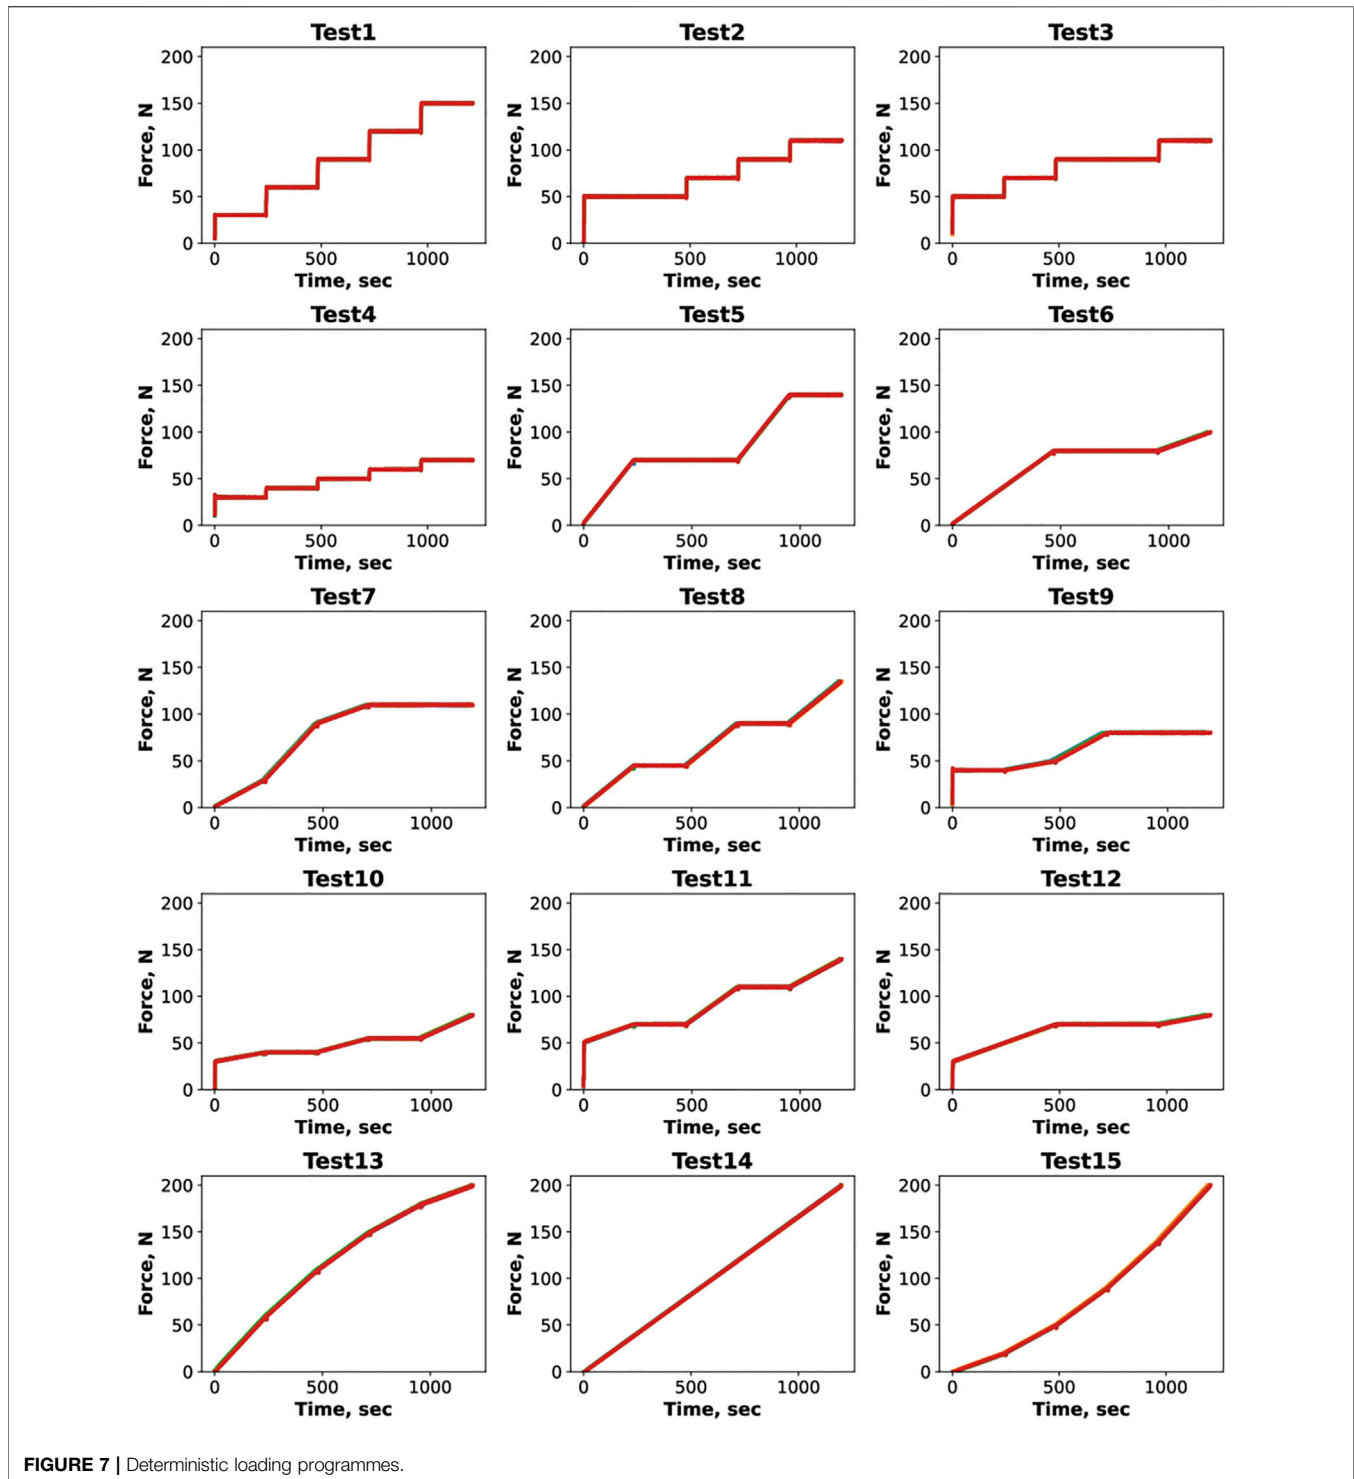 Test1 Test2 Test3
200 200 200
150 150 150
100 100 100
50 50 50
0 0 0
Force, N Force, N Force, N
0 500 1000 0 500 1000 0 500 1000
Time, sec Time, sec Time, sec
Test4 Test5 Test6
200 200 200
150 150 150
100 100 100
50 50 50
0 0 0
Force, N Force, N Force, N
0 500 1000 0 500 1000 0 500 1000
Time, sec Time, sec Time, sec
Test7 Test8 Test9
200 200 200
150 150 150
100 100 100
50 50 50
0 0 0
Force, N Force, N Force, N
0 500 1000 0 500 1000 0 500 1000
Time, sec Time, sec Time, sec
Test10 Test11 Test12
200 200 200
150 150 150
100 100 100
50 50 50
0 0 0
Force, N Force, N Force, N
0 500 1000 0 500 1000 0 500 1000
Time, sec Time, sec Time, sec
Test13 Test14 Test15
200 200 200
150 150 150
100 100 100
50 50 50
0 0 0
Force, N Force, N Force, N
0 500 1000 0 500 1000 0 500 1000
Time, sec Time, sec Time, sec
FIGURE 7 | Deterministic loading programmes.